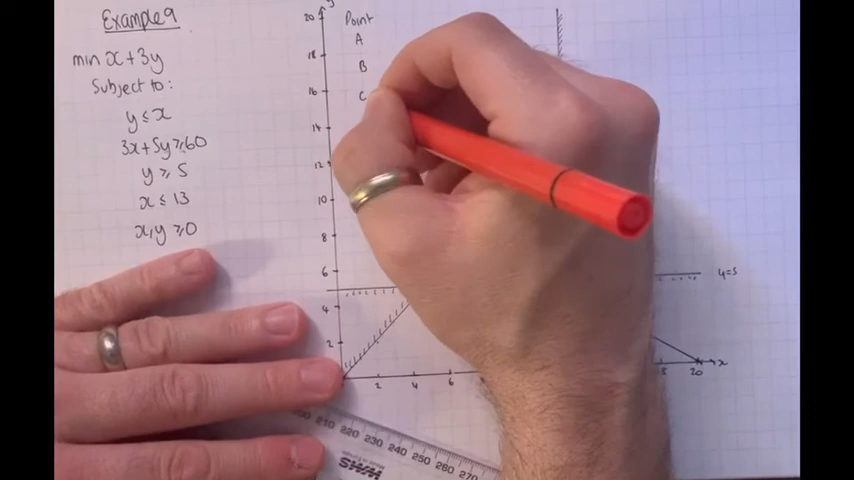 Example 9
min x + 3y
Subject to:
y ≤ x
3x + 5y ≥ 60
y ≥ 5
x ≤ 13
x, y ≥ 0
Point
A
B
C
y
20
18
16
14
12
10
8
6
4
2
2
4
6
18
20
x
y=5
210 220 230 240 250 260 270